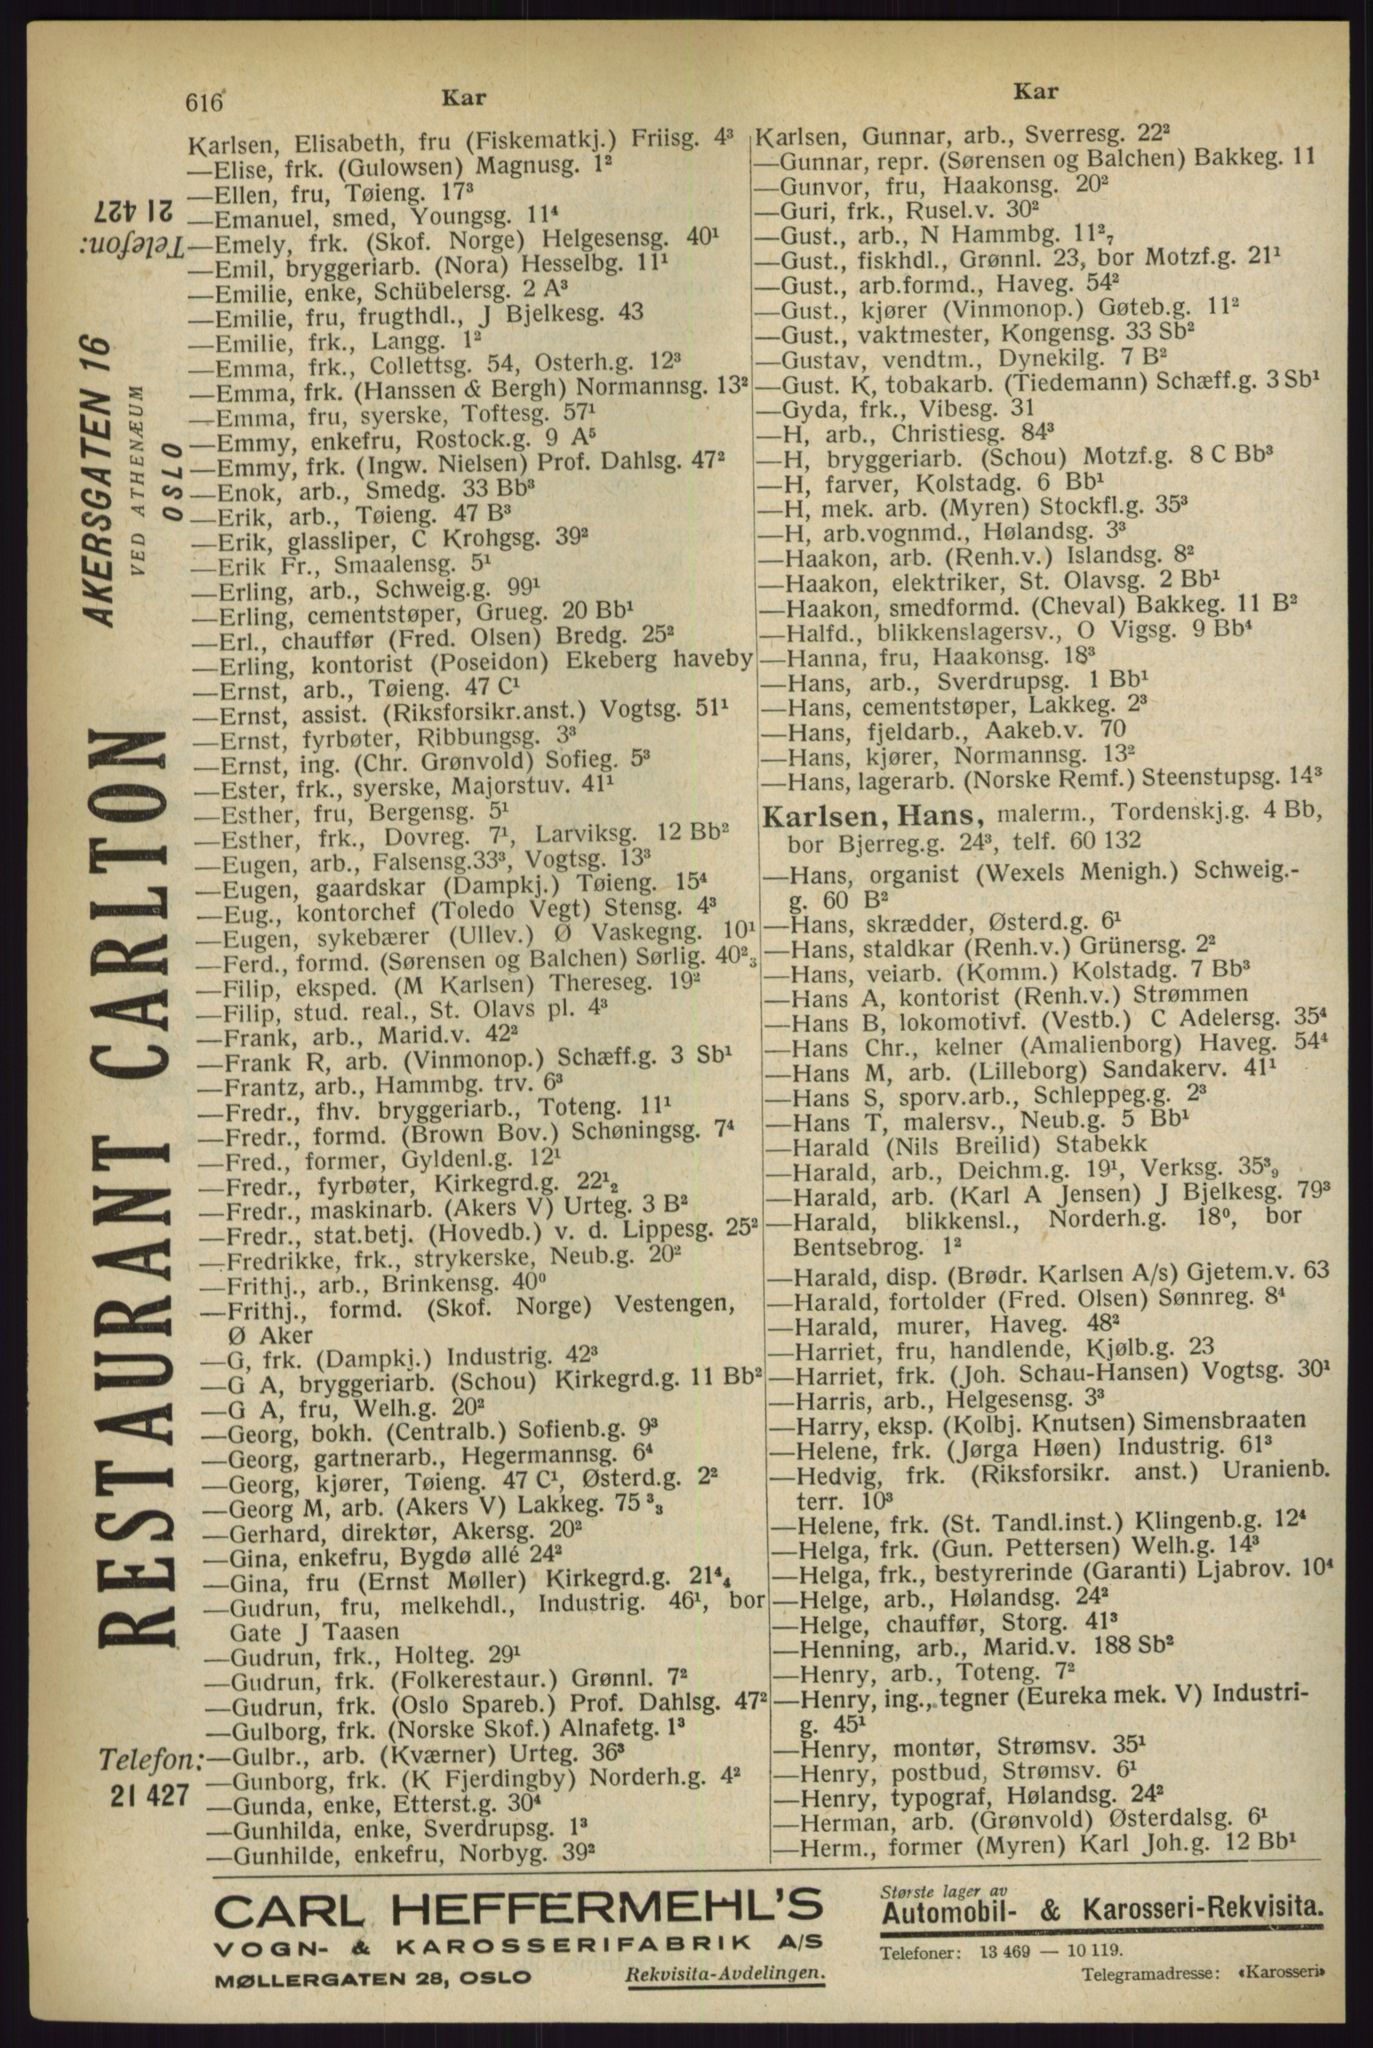 616
Kar
Kar
Karlsen, Elisabeth, fru (Fiskematkj.) Friisg. 4³
—Elise, frk. (Gulowsen) Magnusg. 1²
—Ellen, fru, Tøieng. 17³
—Emanuel, smed, Youngsg. 11⁴
—Emely, frk. (Skof. Norge) Helgesensg. 40¹
—Emil, bryggeriarb. (Nora) Hesselbg. 11¹
—Emilie, enke, Schübelersg. 2 A³
—Emilie, fru, frugthdl., J Bjelkesg. 43
—Emilie, frk., Langg. 1²
—Emma, frk., Collettsg. 54, Osterh.g. 12³
—Emma, frk. (Hanssen & Bergh) Normannsg. 13²
—Emma, fru, syerske, Toftesg. 57¹
—Emmy, enkefru, Rostock.g. 9 A⁵
—Emmy, frk. (Ingw. Nielsen) Prof. Dahlsg. 47²
—Enok, arb., Smedg. 33 Bb³
—Erik, arb., Tøieng. 47 B³
—Erik, glassliper, C Krohgsg. 39²
—Erik Fr., Smaalensg. 5¹
—Erling, arb., Schweig.g. 99¹
—Erling, cementstøper, Grueg. 20 Bb¹
—Erl., chauffør (Fred. Olsen) Bredg. 25²
—Erling, kontorist (Poseidon) Ekeberg haveby
—Ernst, arb., Tøieng. 47 C¹
—Ernst, assist. (Riksforsikr.anst.) Vogtsg. 51¹
—Ernst, fyrbøter, Ribbungsg. 3³
—Ernst, ing. (Chr. Grønvold) Sofieg. 5³
—Ester, frk., syerske, Majorstuv. 41¹
—Esther, fru, Bergensg. 5¹
—Esther, frk., Dovreg. 7¹, Larviksg. 12 Bb²
—Eugen, arb., Falsensg.33³, Vogtsg. 13³
—Eugen, gaardskar (Dampkj.) Tøieng. 15⁴
—Eug., kontorchef (Toledo Vegt) Stensg. 4³
—Eugen, sykebærer (Ullev.) Ø Vaskegng. 10¹
—Ferd., formd. (Sørensen og Balchen) Sørlig. 40²₃
—Filip, eksped. (M Karlsen) Thereseg. 19²
—Filip, stud. real., St. Olavs pl. 4³
—Frank, arb., Marid.v. 42²
—Frank R, arb. (Vinmonop.) Schæff.g. 3 Sb¹
—Frantz, arb., Hammbg. trv. 6³
—Fredr., fhv. bryggeriarb., Toteng. 11¹
—Fredr., formd. (Brown Bov.) Schøningsg. 7⁴
—Fred., former, Gyldenl.g. 12¹
—Fredr., fyrbøter, Kirkegrd.g. 22¹₂
—Fredr., maskinarb. (Akers V) Urteg. 3 B²
—Fredr., stat.betj. (Hovedb.) v. d. Lippesg. 25²
—Fredrikke, frk., strykerske, Neub.g. 20²
—Frithj., arb., Brinkensg. 40⁰
—Frithj., formd. (Skof. Norge) Vestengen,
Ø Aker
—G, frk. (Dampkj.) Industrig. 42³
—G A, bryggeriarb. (Schou) Kirkegrd.g. 11 Bb²
—G A, fru, Welh.g. 20²
—Georg, bokh. (Centralb.) Sofienb.g. 9³
—Georg, gartnerarb., Hegermannsg. 6⁴
—Georg, kjører, Tøieng. 47 C¹, Østerd.g. 2²
—Georg M, arb. (Akers V) Lakkeg. 75³₃
—Gerhard, direktør, Akersg. 20²
—Gina, enkefru, Bygdø allé 24²
—Gina, fru (Ernst Møller) Kirkegrd.g. 21⁴₄
—Gudrun, fru, melkehdl., Industrig. 46¹, bor
Gate J Taasen
—Gudrun, frk., Holteg. 29¹
—Gudrun, frk. (Folkerestaur.) Grønnl. 7²
—Gudrun, frk. (Oslo Spareb.) Prof. Dahlsg. 47²
—Gulborg, frk. (Norske Skof.) Alnafetg. 1³
—Gulbr., arb. (Kværner) Urteg. 36³
—Gunborg, frk. (K Fjerdingby) Norderh.g. 4²
—Gunda, enke, Etterst.g. 30⁴
—Gunhilda, enke, Sverdrupsg. 1³
—Gunhilde, enkefru, Norbyg. 39²
Karlsen, Gunnar, arb., Sverresg. 22²
—Gunnar, repr. (Sørensen og Balchen) Bakkeg. 11
—Gunvor, fru, Haakonsg. 20²
—Guri, frk., Rusel.v. 30²
—Gust., arb., N Hammbg. 11²₇
—Gust., fiskhdl., Grønnl. 23, bor Motzf.g. 21¹
—Gust., arb.formd., Haveg. 54²
—Gust., kjører (Vinmonop.) Gøteb.g. 11²
—Gust., vaktmester, Kongensg. 33 Sb²
—Gustav, vendtm., Dynekilg. 7 B²
—Gust. K, tobakarb. (Tiedemann) Schæff.g. 3 Sb¹
—Gyda, frk., Vibesg. 31
—H, arb., Christiesg. 84³
—H, bryggeriarb. (Schou) Motzf.g. 8 C Bb³
—H, farver, Kolstadg. 6 Bb¹
—H, mek. arb. (Myren) Stockfl.g. 35³
—H, arb.vognmd., Hølandsg. 3³
—Haakon, arb. (Renh.v.) Islandsg. 8²
—Haakon, elektriker, St. Olavsg. 2 Bb¹
—Haakon, smedformd. (Cheval) Bakkeg. 11 B²
—Halfd., blikkenslagersv., O Vigsg. 9 Bb⁴
—Hanna, fru, Haakonsg. 18³
—Hans, arb., Sverdrupsg. 1 Bb¹
—Hans, cementstøper, Lakkeg. 2³
—Hans, fjeldarb., Aakeb.v. 70
—Hans, kjører, Normannsg. 13²
—Hans, lagerarb. (Norske Remf.) Steenstupsg. 14³
Karlsen, Hans, malerm., Tordenskj.g. 4 Bb,
bor Bjerreg.g. 24³, telf. 60 132
—Hans, organist (Wexels Menigh.) Schweig.-
g. 60 B²
—Hans, skrædder, Østerd.g. 6¹
—Hans, staldkar (Renh.v.) Grünersg. 2²
—Hans, veiarb. (Komm.) Kolstadg. 7 Bb³
—Hans A, kontorist (Renh.v.) Strømmen
—Hans B, lokomotivf. (Vestb.) C Adelersg. 35⁴
—Hans Chr., kelner (Amalienborg) Haveg. 54⁴
—Hans M, arb. (Lilleborg) Sandakerv. 41¹
—Hans S, sporv.arb., Schleppeg.g. 2³
—Hans T, malersv., Neub.g. 5 Bb¹
—Harald (Nils Breilid) Stabekk
—Harald, arb., Deichm.g. 19¹, Verksg. 35³₉
—Harald, arb. (Karl A Jensen) J Bjelkesg. 79³
—Harald, blikkensl., Norderh.g. 18⁰, bor
Bentsebrog. 1²
—Harald, disp. (Brødr. Karlsen A/s) Gjetem.v. 63
—Harald, fortolder (Fred. Olsen) Sønnreg. 8⁴
—Harald, murer, Haveg. 48²
—Harriet, fru, handlende, Kjølb.g. 23
—Harriet, frk. (Joh. Schau-Hansen) Vogtsg. 30¹
—Harris, arb., Helgesensg. 3³
—Harry, eksp. (Kolbj. Knutsen) Simensbraaten
—Helene, frk. (Jørga Høen) Industrig. 61³
—Hedvig, frk. (Riksforsikr. anst.) Uranienb.
terr. 10³
—Helene, frk. (St. Tandl.inst.) Klingenb.g. 12⁴
—Helga, frk. (Gun. Pettersen) Welh.g. 14³
—Helga, frk., bestyrerinde (Garanti) Ljabrov. 10⁴
—Helge, arb., Hølandsg. 24²
—Helge, chauffør, Storg. 41³
—Henning, arb., Marid.v. 188 Sb²
—Henry, arb., Toteng. 7²
—Henry, ing., tegner (Eureka mek. V) Industri-
g. 45¹
—Henry, montør, Strømsv. 35¹
—Henry, postbud, Strømsv. 6¹
—Henry, typograf, Hølandsg. 24²
—Herman, arb. (Grønvold) Østerdalsg. 6¹
—Herm., former (Myren) Karl Joh.g. 12 Bb¹
RESTAURANT CARLTON
AKERSGATEN 16
VED ATHENÆUM
OSLO
Telefon:
21 427
Telefon:
21 427
CARL HEFFERMEHL'S
VOGN- & KAROSSERIFABRIK A/S
MØLLERGATEN 28, OSLO
Rekvisita-Avdelingen.
Største lager av
Automobil- & Karosseri-Rekvisita.
Telefoner: 13 469 — 10 119.
Telegramadresse: «Karosseri»